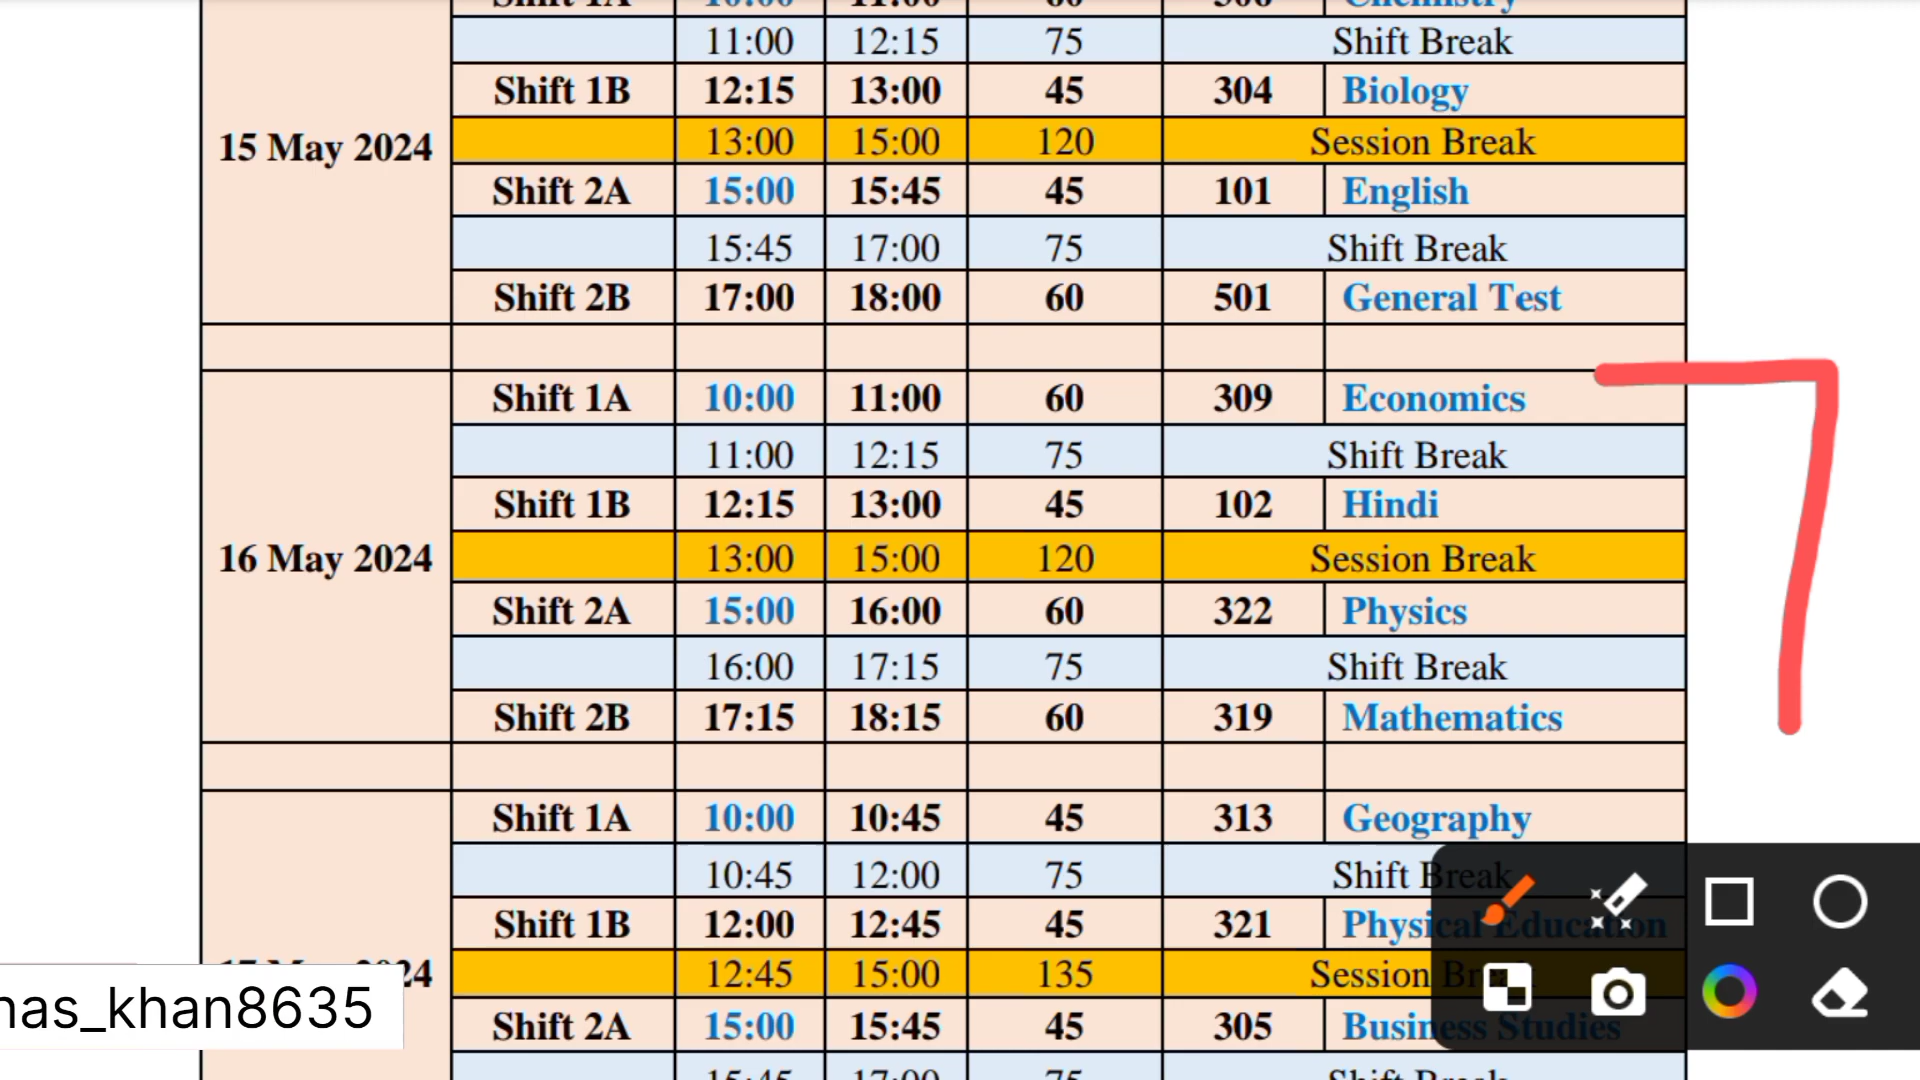 Shift 1A 10:00 11:00 60 306 Chemistry
11:00 12:15 75 Shift Break
Shift 1B 12:15 13:00 45 304 Biology
15 May 2024
13:00 15:00 120 Session Break
Shift 2A 15:00 15:45 45 101 English
15:45 17:00 75 Shift Break
Shift 2B 17:00 18:00 60 501 General Test
Shift 1A 10:00 11:00 60 309 Economics
11:00 12:15 75 Shift Break
Shift 1B 12:15 13:00 45 102 Hindi
16 May 2024
13:00 15:00 120 Session Break
Shift 2A 15:00 16:00 60 322 Physics
16:00 17:15 75 Shift Break
Shift 2B 17:15 18:15 60 319 Mathematics
Shift 1A 10:00 10:45 45 313 Geography
10:45 12:00 75 Shift Break
Shift 1B 12:00 12:45 45 321 Physical Education
12:45 15:00 135 Session Break
nas_khan8635
Shift 2A 15:00 15:45 45 305 Business Studies
15:45 17:00 75 Shift Break